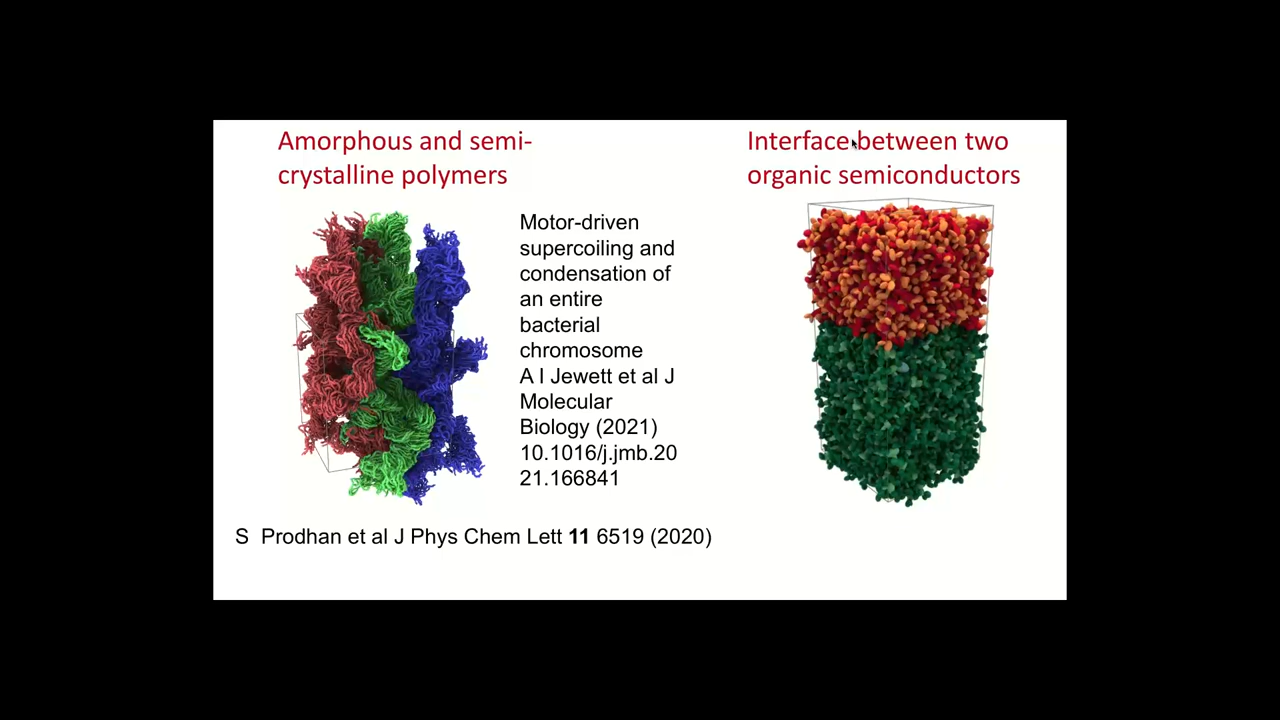 Amorphous and semi-
crystalline polymers
Interface between two
organic semiconductors
Motor-driven
supercoiling and
condensation of
an entire
bacterial
chromosome
A I Jewett et al J
Molecular
Biology (2021)
10.1016/j.jmb.20
21.166841
S Prodhan et al J Phys Chem Lett 11 6519 (2020)